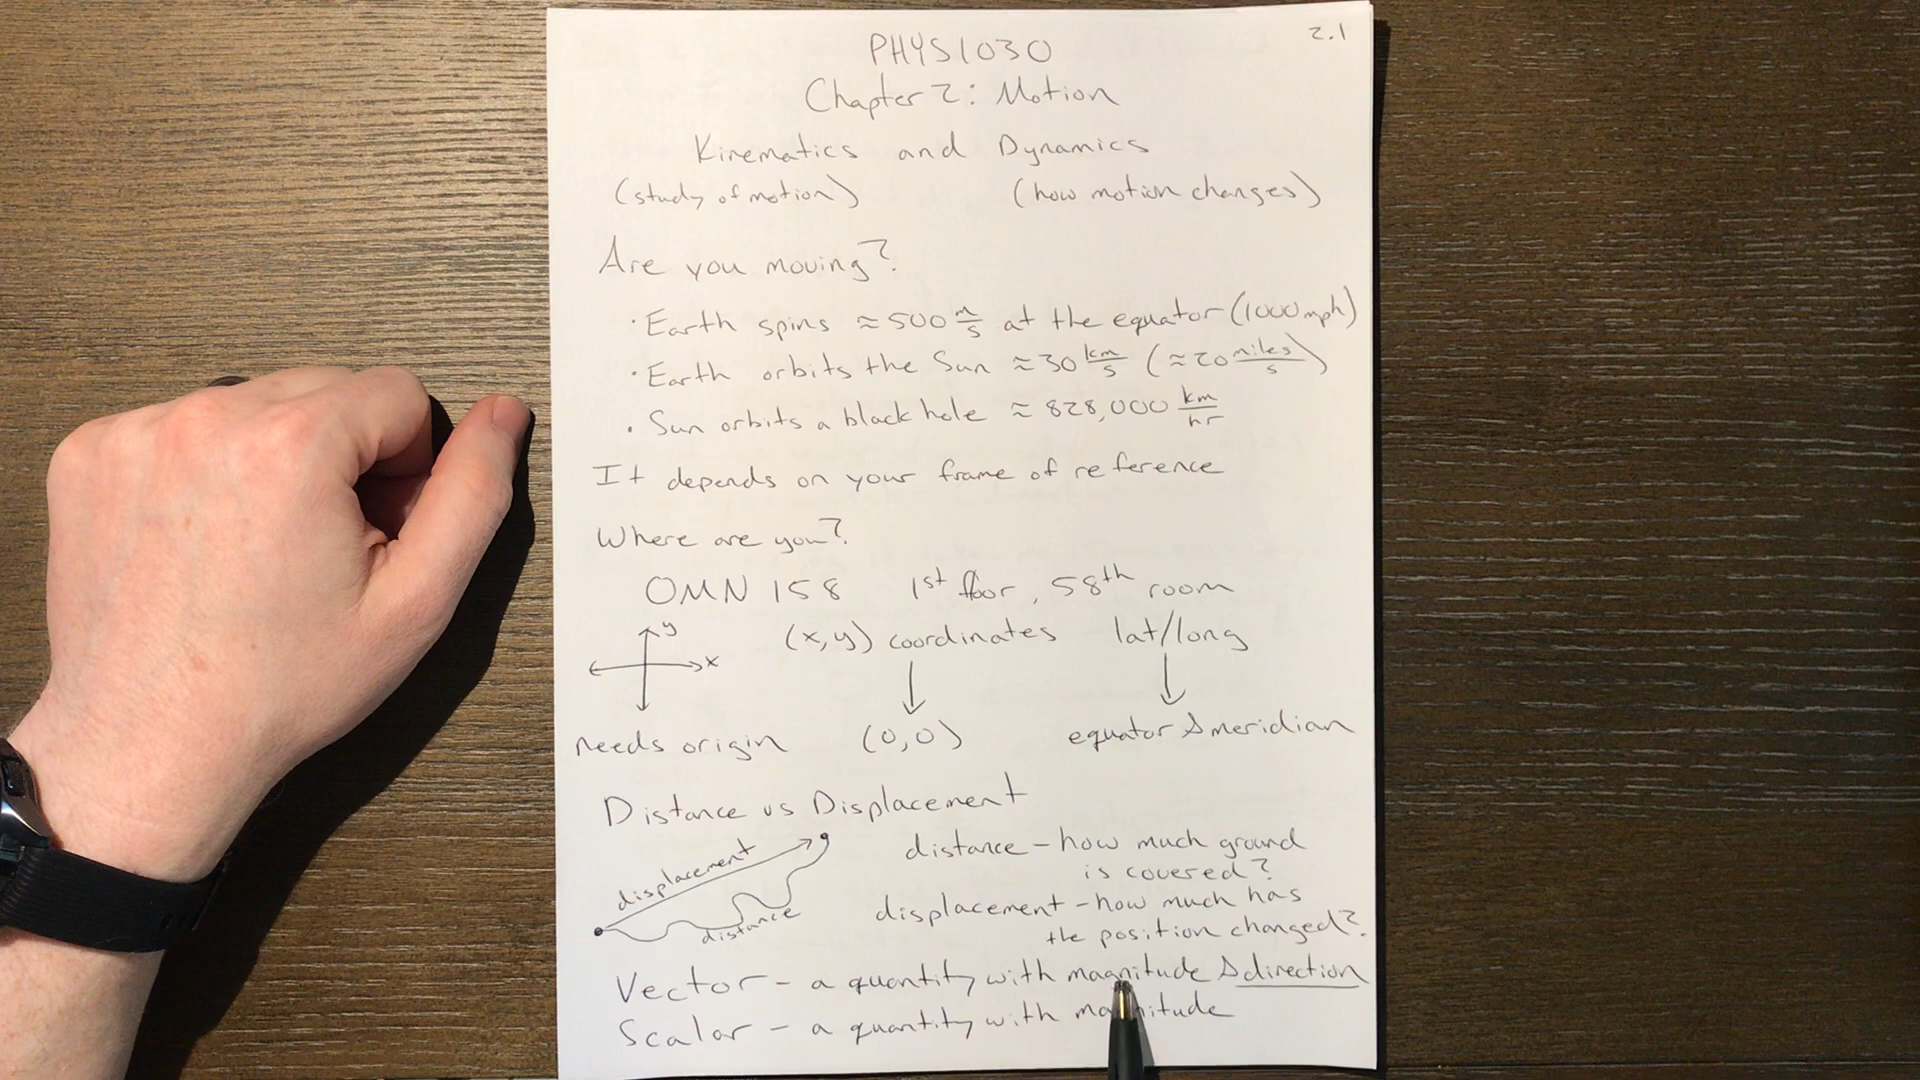 2.1
PHYS1030
Chapter 2: Motion
Kinematics and Dynamics
(study of motion) (how motion changes)
Are you moving?
· Earth spins ≈ 500 m/s at the equator (1000 mph)
· Earth orbits the Sun ≈ 30 km/s (≈ 20 miles/s)
· Sun orbits a black hole ≈ 828,000 km/hr
It depends on your frame of reference
Where are you?
OMN 158 1st floor, 58th room
y
x
(x,y) coordinates lat/long
needs origin (0,0) equator & meridian
Distance vs Displacement
displacement
distance
distance - how much ground
is covered?
displacement - how much has
the position changed?
Vector - a quantity with magnitude & direction
Scalar - a quantity with magnitude